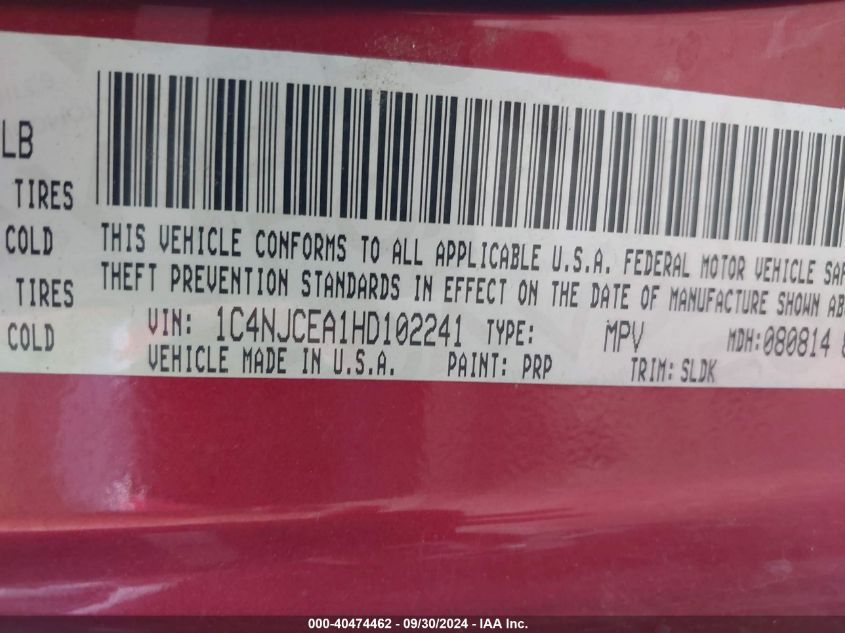 LB
TIRES
COLD
TIRES
COLD
THIS VEHICLE CONFORMS TO ALL APPLICABLE U.S.A. FEDERAL MOTOR VEHICLE SAF
THEFT PREVENTION STANDARDS IN EFFECT ON THE DATE OF MANUFACTURE SHOWN AB
VIN: 1C4NJCEA1HD102241 TYPE: MPV MDH:080814
VEHICLE MADE IN U.S.A. PAINT: PRP TRIM: SLDK
000-40474462 - 09/30/2024 - IAA Inc.